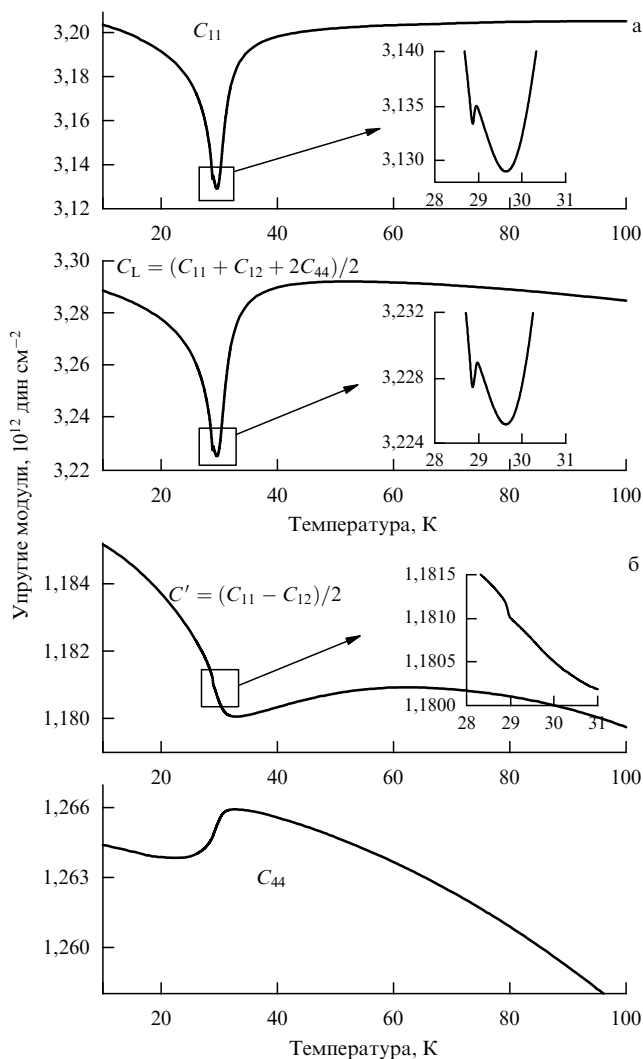 Упругие модули, 10¹² дин см⁻²
а
3,20
3,18
3,16
3,14
3,12
C₁₁
3,140
3,135
3,130
28 29 30 31
20 40 60 80 100
3,30
3,28
3,26
3,24
3,22
C_L = (C₁₁ + C₁₂ + 2C₄₄)/2
3,232
3,228
3,224
28 29 30 31
20 40 60 80 100
Температура, К
б
1,184
1,182
1,180
C′ = (C₁₁ − C₁₂)/2
1,1815
1,1810
1,1805
1,1800
28 29 30 31
20 40 60 80 100
1,266
1,263
1,260
C₄₄
20 40 60 80 100
Температура, К